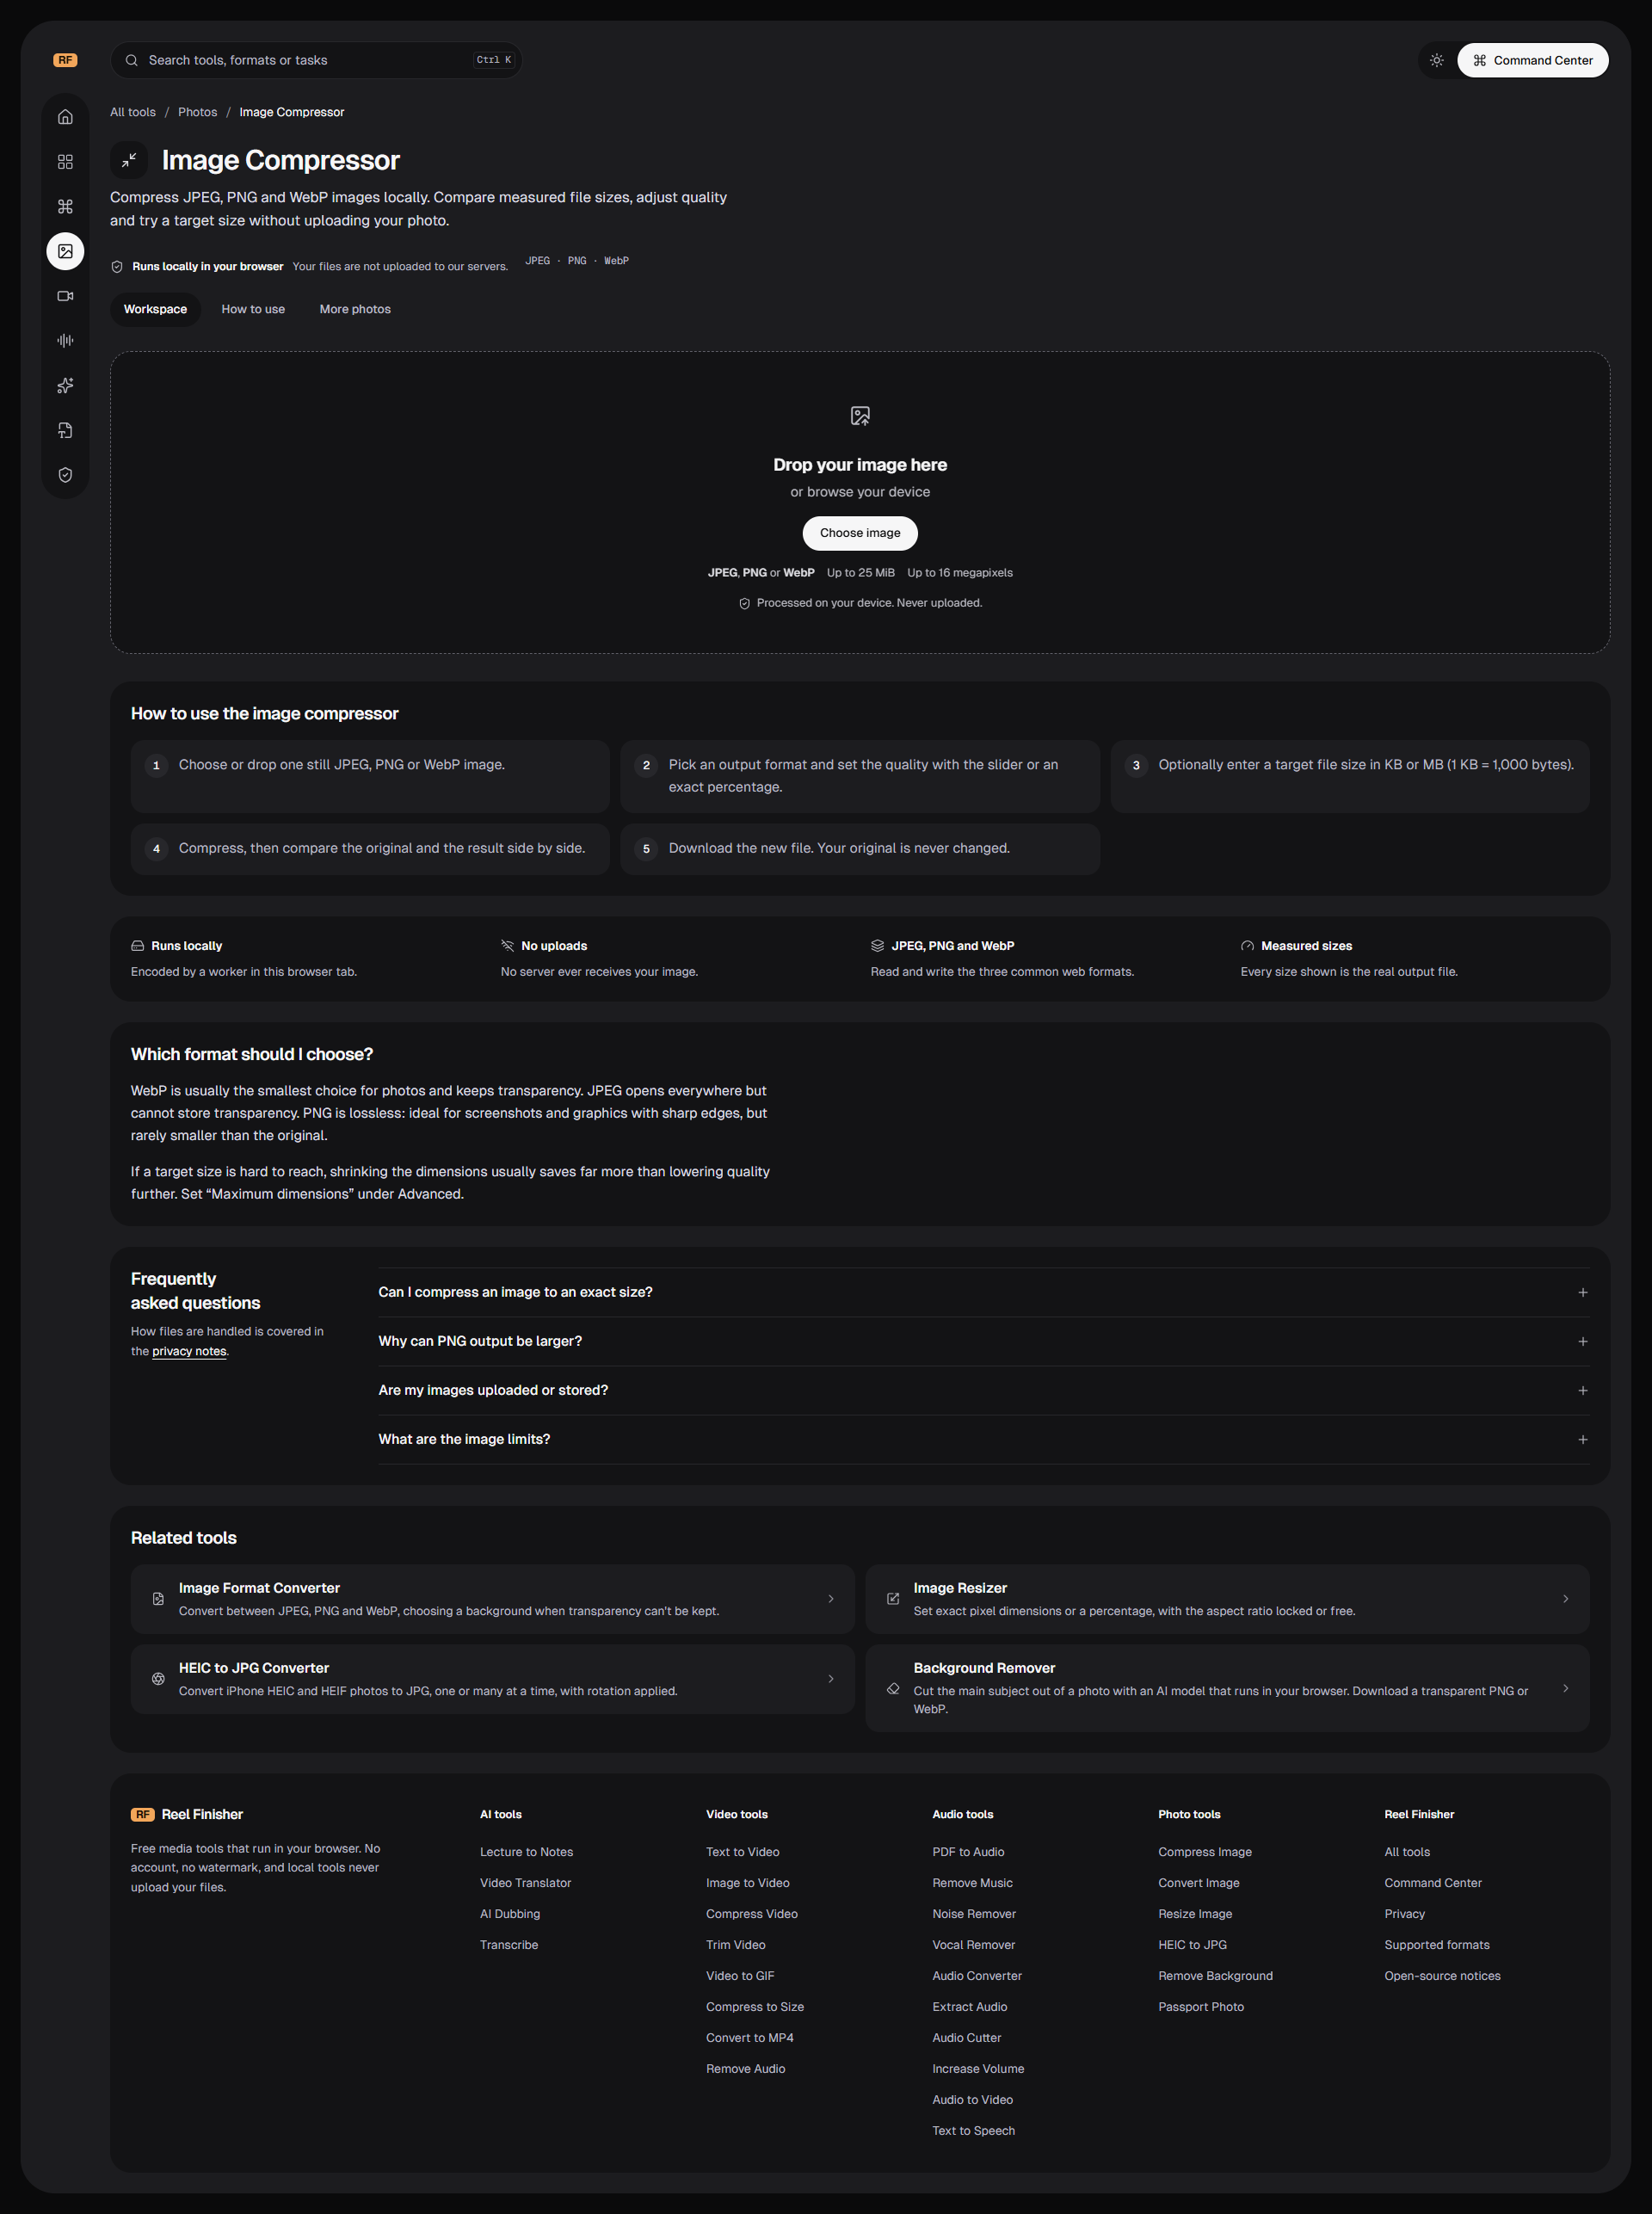 RF
Search tools, formats or tasks
Ctrl K
Command Center
All tools / Photos / Image Compressor
Image Compressor
Compress JPEG, PNG and WebP images locally. Compare measured file sizes, adjust quality
and try a target size without uploading your photo.
Runs locally in your browser Your files are not uploaded to our servers.
JPEG · PNG · WebP
Workspace
How to use
More photos
Drop your image here
or browse your device
Choose image
JPEG, PNG or WebP Up to 25 MiB Up to 16 megapixels
Processed on your device. Never uploaded.
How to use the image compressor
1 Choose or drop one still JPEG, PNG or WebP image.
2 Pick an output format and set the quality with the slider or an
exact percentage.
3 Optionally enter a target file size in KB or MB (1 KB = 1,000 bytes).
4 Compress, then compare the original and the result side by side.
5 Download the new file. Your original is never changed.
Runs locally
Encoded by a worker in this browser tab.
No uploads
No server ever receives your image.
JPEG, PNG and WebP
Read and write the three common web formats.
Measured sizes
Every size shown is the real output file.
Which format should I choose?
WebP is usually the smallest choice for photos and keeps transparency. JPEG opens everywhere but
cannot store transparency. PNG is lossless: ideal for screenshots and graphics with sharp edges, but
rarely smaller than the original.
If a target size is hard to reach, shrinking the dimensions usually saves far more than lowering quality
further. Set “Maximum dimensions” under Advanced.
Frequently
asked questions
How files are handled is covered in
the privacy notes.
Can I compress an image to an exact size?
Why can PNG output be larger?
Are my images uploaded or stored?
What are the image limits?
Related tools
Image Format Converter
Convert between JPEG, PNG and WebP, choosing a background when transparency can't be kept.
Image Resizer
Set exact pixel dimensions or a percentage, with the aspect ratio locked or free.
HEIC to JPG Converter
Convert iPhone HEIC and HEIF photos to JPG, one or many at a time, with rotation applied.
Background Remover
Cut the main subject out of a photo with an AI model that runs in your browser. Download a transparent PNG or
WebP.
RF Reel Finisher
Free media tools that run in your browser. No
account, no watermark, and local tools never
upload your files.
AI tools
Lecture to Notes
Video Translator
AI Dubbing
Transcribe
Video tools
Text to Video
Image to Video
Compress Video
Trim Video
Video to GIF
Compress to Size
Convert to MP4
Remove Audio
Audio tools
PDF to Audio
Remove Music
Noise Remover
Vocal Remover
Audio Converter
Extract Audio
Audio Cutter
Increase Volume
Audio to Video
Text to Speech
Photo tools
Compress Image
Convert Image
Resize Image
HEIC to JPG
Remove Background
Passport Photo
Reel Finisher
All tools
Command Center
Privacy
Supported formats
Open-source notices